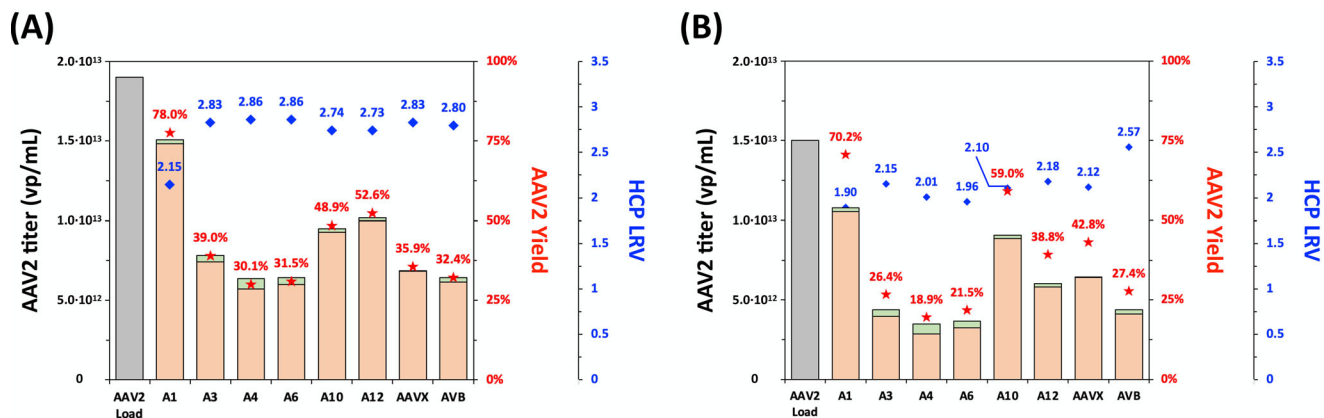 (A)
AAV2 titer (vp/mL)
2.0·10¹³
1.5·10¹³
1.0·10¹³
5.0·10¹²
0
78.0%
2.15
2.83
39.0%
2.86
30.1%
2.86
31.5%
2.74
48.9%
2.73
52.6%
2.83
35.9%
2.80
32.4%
AAV2 Load
A1
A3
A4
A6
A10
A12
AAVX
AVB
100%
75%
50%
25%
0%
AAV2 Yield
3.5
3
2.5
2
1.5
1
0.5
0
HCP LRV
(B)
AAV2 titer (vp/mL)
2.0·10¹³
1.5·10¹³
1.0·10¹³
5.0·10¹²
0
70.2%
1.90
2.15
26.4%
2.01
18.9%
1.96
21.5%
2.10
59.0%
2.18
38.8%
2.12
42.8%
2.57
27.4%
AAV2 Load
A1
A3
A4
A6
A10
A12
AAVX
AVB
100%
75%
50%
25%
0%
AAV2 Yield
3.5
3
2.5
2
1.5
1
0.5
0
HCP LRV